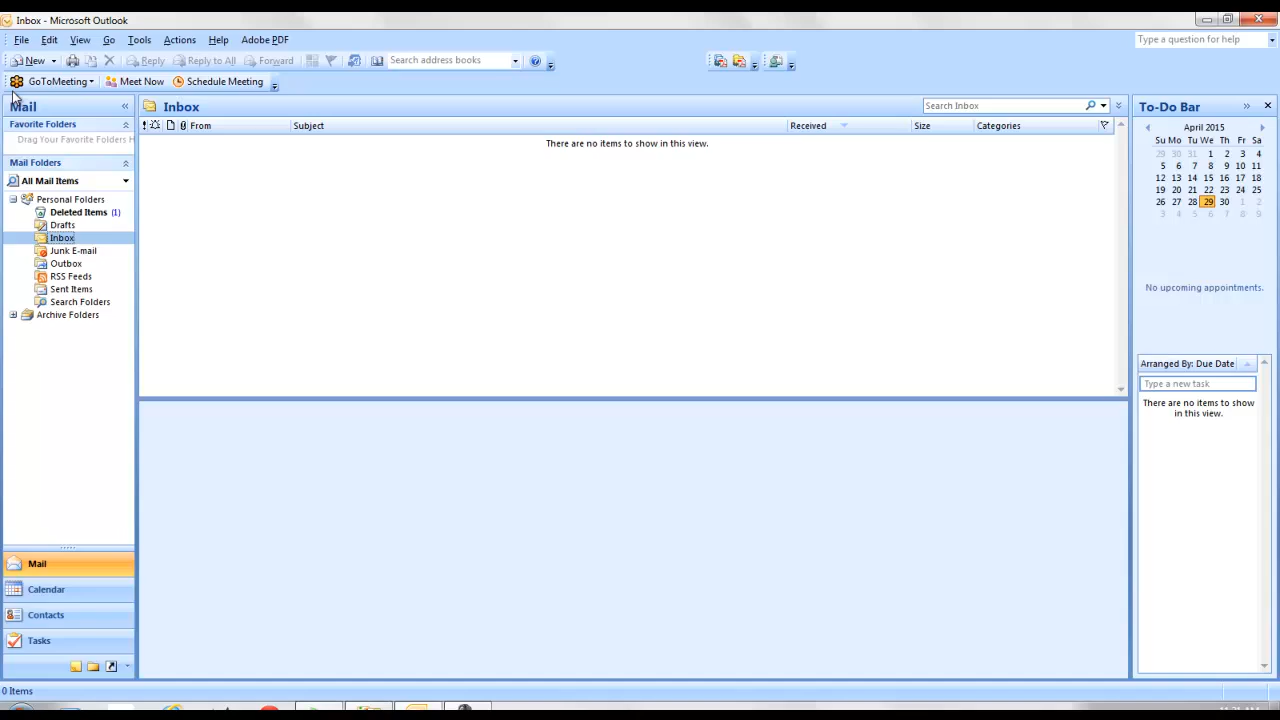 Inbox - Microsoft Outlook
File Edit View Go Tools Actions Help Adobe PDF
Type a question for help
New Reply Reply to All Forward Search address books
GoToMeeting Meet Now Schedule Meeting
Mail
Favorite Folders
Drag Your Favorite Folders H
Mail Folders
All Mail Items
Personal Folders
Deleted Items (1)
Drafts
Inbox
Junk E-mail
Outbox
RSS Feeds
Sent Items
Search Folders
Archive Folders
Mail
Calendar
Contacts
Tasks
Inbox
Search Inbox
From Subject Received Size Categories
There are no items to show in this view.
To-Do Bar
April 2015
Su Mo Tu We Th Fr Sa
29 30 31 1 2 3 4
5 6 7 8 9 10 11
12 13 14 15 16 17 18
19 20 21 22 23 24 25
26 27 28 29 30 1 2
3 4 5 6 7 8 9
No upcoming appointments.
Arranged By: Due Date
Type a new task
There are no items to show
in this view.
0 Items